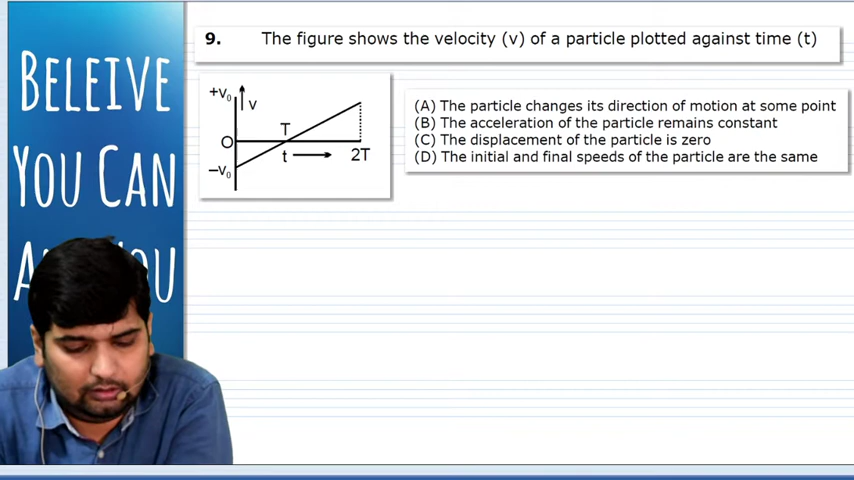 BELEIVE
YOU CAN
YOU
9. The figure shows the velocity (v) of a particle plotted against time (t)
+v₀
v
T
O
t
2T
–v₀
(A) The particle changes its direction of motion at some point
(B) The acceleration of the particle remains constant
(C) The displacement of the particle is zero
(D) The initial and final speeds of the particle are the same